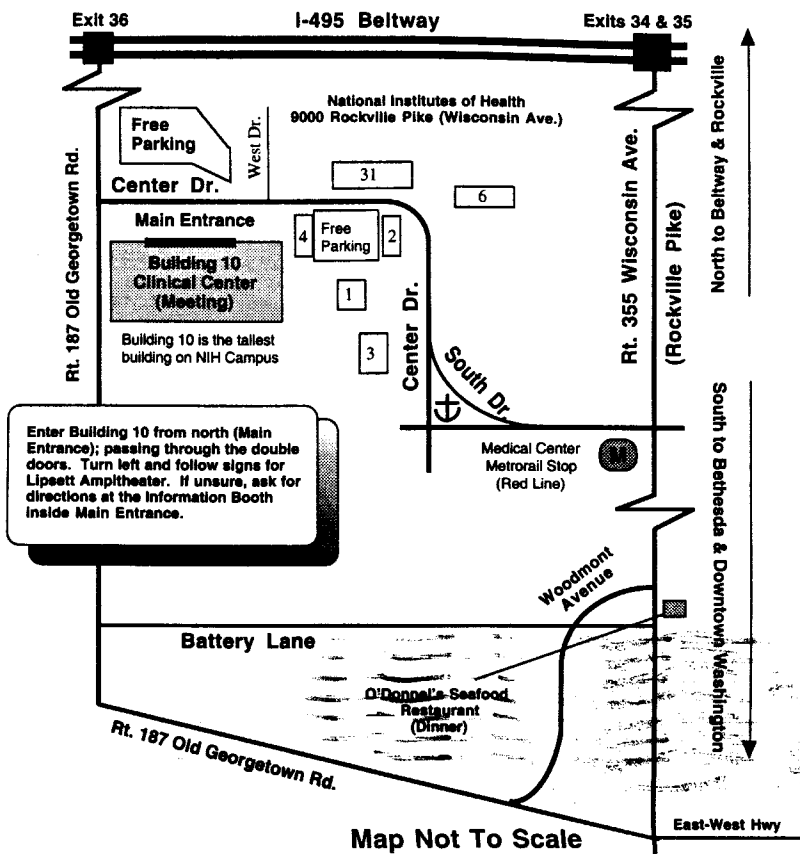 Exit 36
I-495 Beltway
Exits 34 & 35
National Institutes of Health
9000 Rockville Pike (Wisconsin Ave.)
Free
Parking
West Dr.
Center Dr.
31
6
Main Entrance
4
Free
Parking
2
Building 10
Clinical Center
(Meeting)
1
Building 10 is the tallest
building on NIH Campus
3
Center Dr.
South Dr.
Rt. 187 Old Georgetown Rd.
Rt. 355 Wisconsin Ave.
(Rockville Pike)
North to Beltway & Rockville
South to Bethesda & Downtown Washington
Enter Building 10 from north (Main
Entrance); passing through the double
doors. Turn left and follow signs for
Lipsett Ampitheater. If unsure, ask for
directions at the Information Booth
inside Main Entrance.
Medical Center
Metrorail Stop
(Red Line)
M
Woodmont
Avenue
Battery Lane
O'Donnel's Seafood
Restaurant
(Dinner)
Rt. 187 Old Georgetown Rd.
East-West Hwy
Map Not To Scale